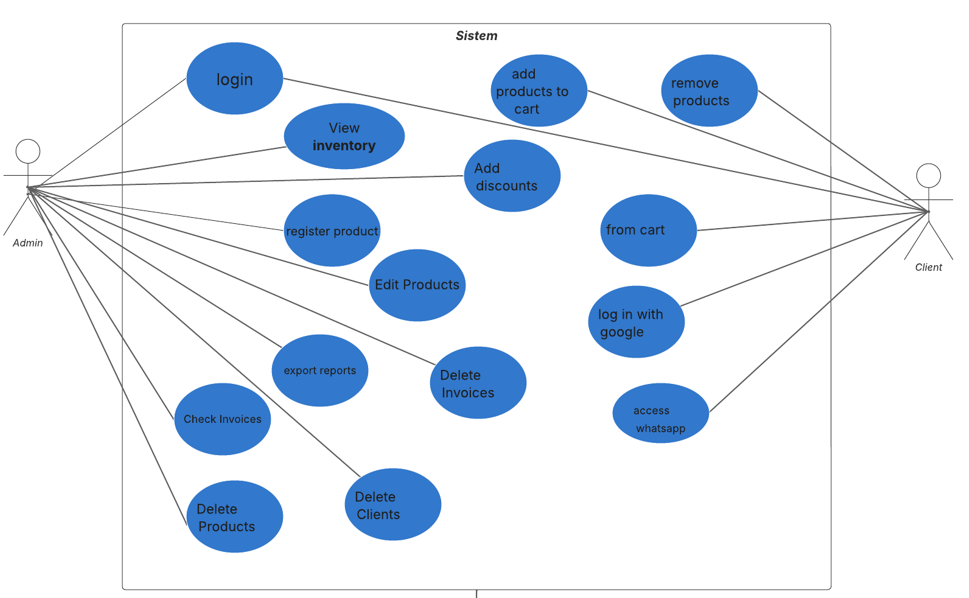 Sistem
login
add
products to
cart
remove
products
View
inventory
Add
discounts
register product
from cart
Edit Products
log in with
google
export reports
Delete
Invoices
Check Invoices
access
whatsapp
Delete
Products
Delete
Clients
Admin
Client